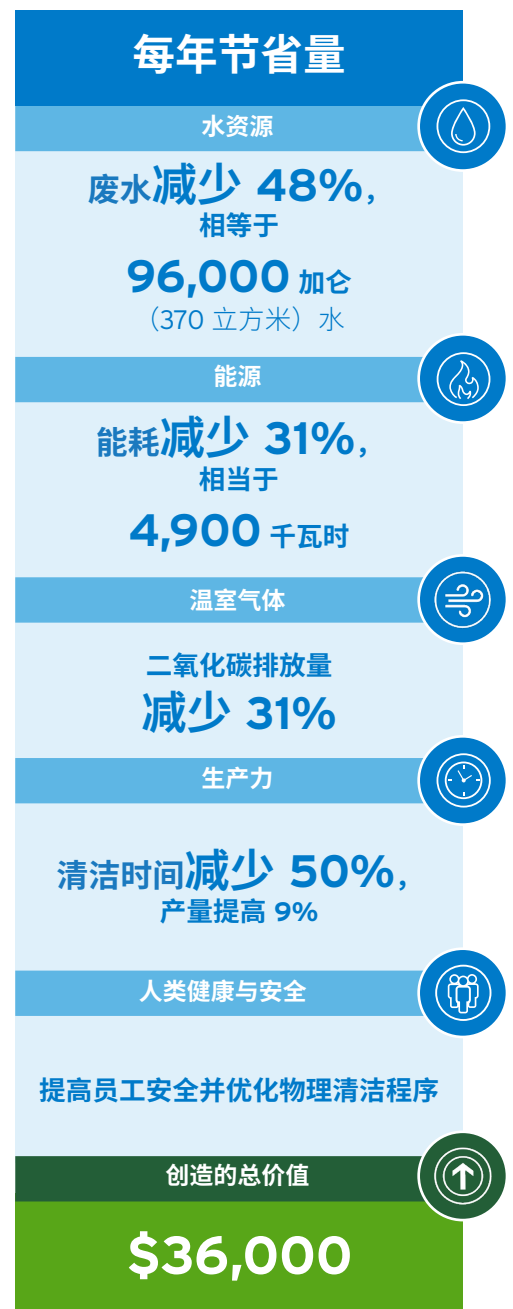 每年节省量
水资源
废水减少 48%，
相等于
96,000 加仑
（370 立方米）水
能源
能耗减少 31%，
相当于
4,900 千瓦时
温室气体
二氧化碳排放量
减少 31%
生产力
清洁时间减少 50%，
产量提高 9%
人类健康与安全
提高员工安全并优化物理清洁程序
创造的总价值
$36,000